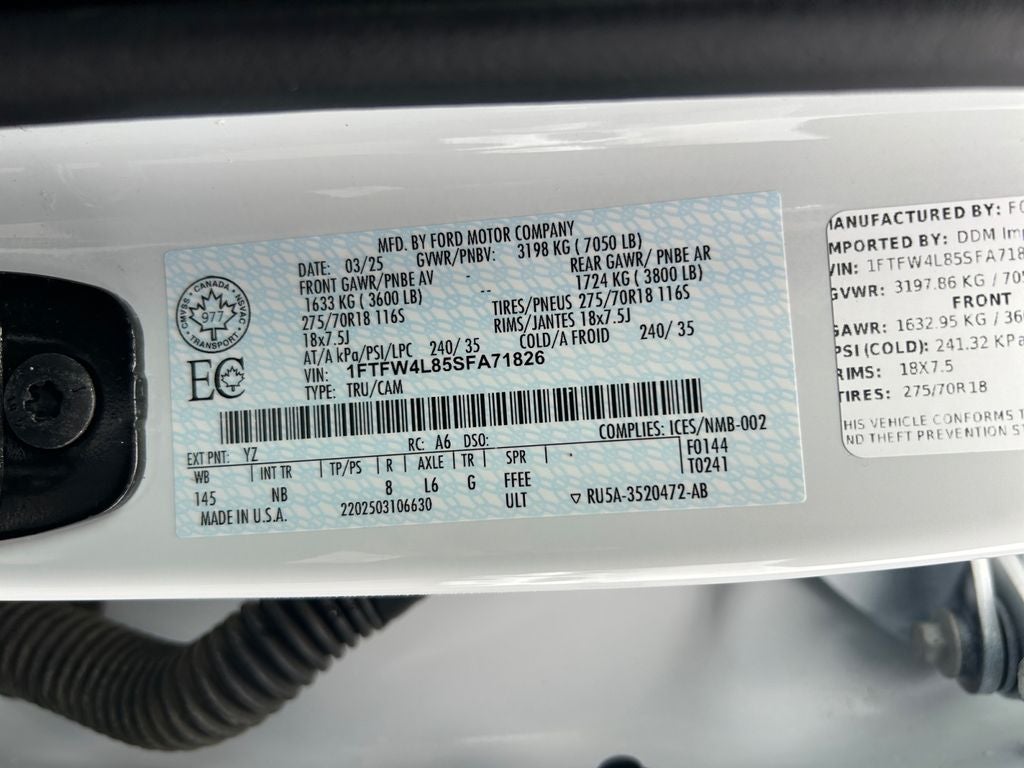 MFD. BY FORD MOTOR COMPANY
DATE: 03/25 GVWR/PNBV: 3198 KG (7050 LB)
FRONT GAWR/PNBE AV REAR GAWR/PNBE AR
1633 KG (3600 LB) -- 1724 KG (3800 LB)
275/70R18 116S TIRES/PNEUS 275/70R18 116S
18x7.5J RIMS/JANTES 18x7.5J
AT/A kPa/PSI/LPC 240/35 COLD/A FROID 240/35
VIN: 1FTFW4L85SFA71826
TYPE: TRU/CAM
CANADA
CMVSS NSVAC
977
TRANSPORT
EC
COMPLIES: ICES/NMB-002
EXT PNT: YZ RC: A6 DSO: F0144
WB INT TR TP/PS R AXLE TR SPR T0241
145 NB 8 L6 G FFEE
MADE IN U.S.A. 2202503106630 ULT ▽ RU5A-3520472-AB
MANUFACTURED BY: FO
IMPORTED BY: DDM Imp
VIN: 1FTFW4L85SFA718
GVWR: 3197.86 KG / 705
FRONT
GAWR: 1632.95 KG / 360
PSI (COLD): 241.32 KPa
RIMS: 18X7.5
TIRES: 275/70R18
HIS VEHICLE CONFORMS T
ND THEFT PREVENTION ST